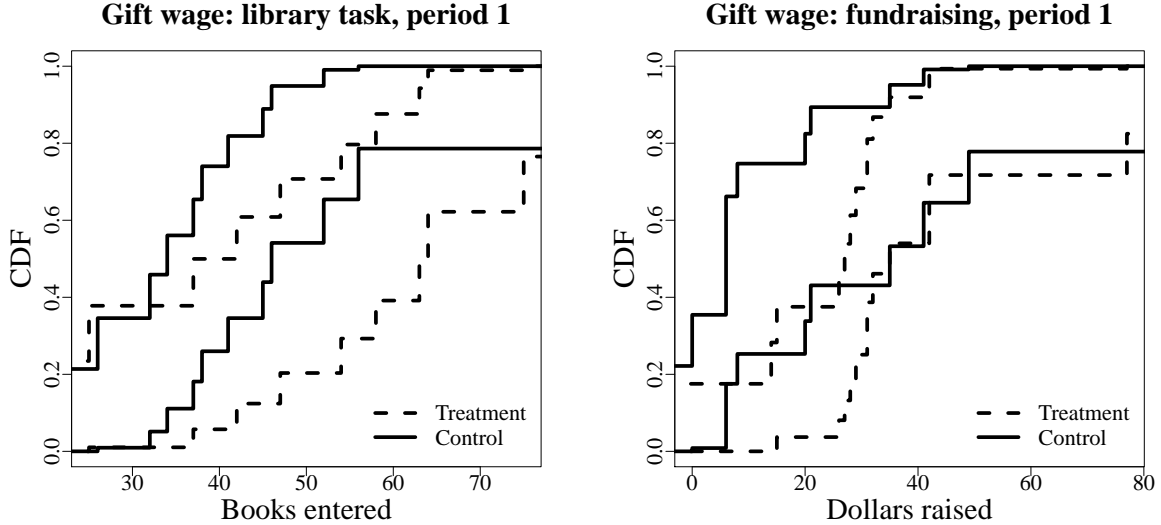 Gift wage: library task, period 1
CDF
1.0
0.8
0.6
0.4
0.2
0.0
30 40 50 60 70
Books entered
Treatment
Control
Gift wage: fundraising, period 1
CDF
1.0
0.8
0.6
0.4
0.2
0.0
0 20 40 60 80
Dollars raised
Treatment
Control